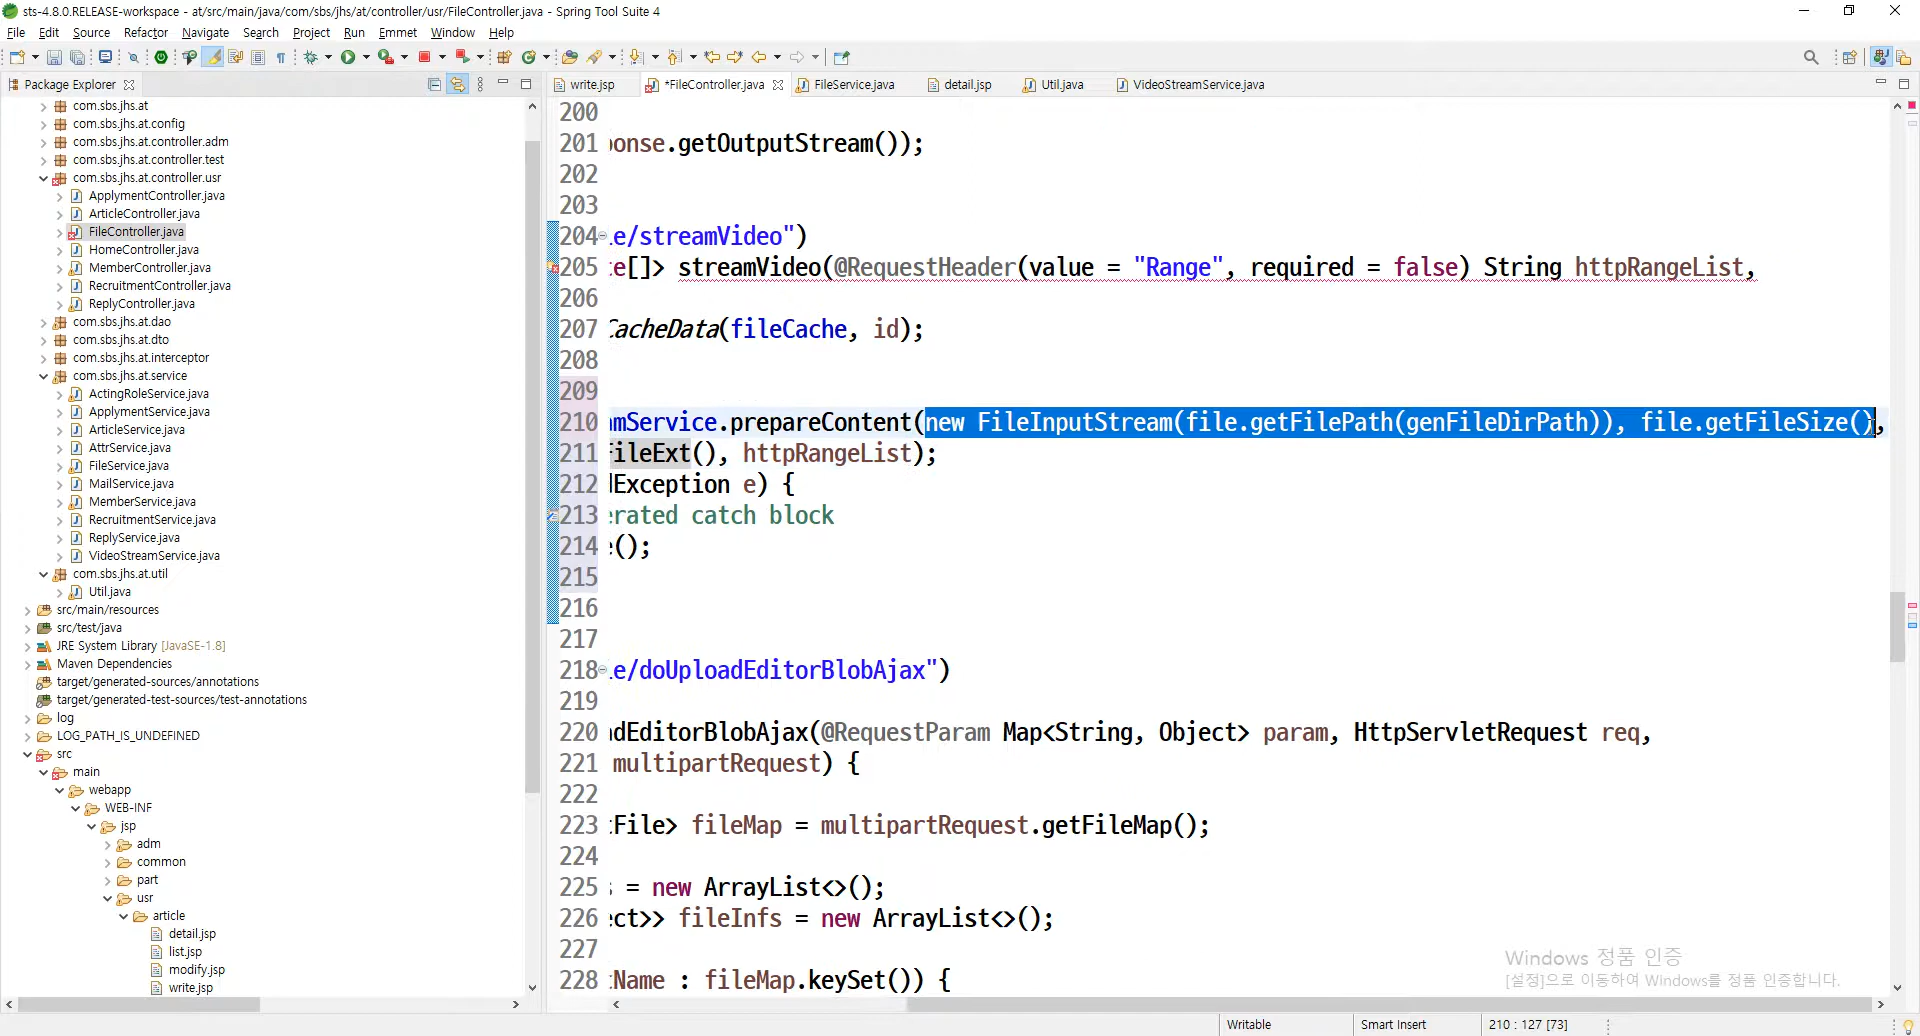 sts-4.8.0.RELEASE-workspace - at/src/main/java/com/sbs/jhs/at/controller/usr/FileController.java - Spring Tool Suite 4
File Edit Source Refactor Navigate Search Project Run Emmet Window Help
Package Explorer
com.sbs.jhs.at
com.sbs.jhs.at.config
com.sbs.jhs.at.controller.adm
com.sbs.jhs.at.controller.test
com.sbs.jhs.at.controller.usr
ApplymentController.java
ArticleController.java
FileController.java
HomeController.java
MemberController.java
RecruitmentController.java
ReplyController.java
com.sbs.jhs.at.dao
com.sbs.jhs.at.dto
com.sbs.jhs.at.interceptor
com.sbs.jhs.at.service
ActingRoleService.java
ApplymentService.java
ArticleService.java
AttrService.java
FileService.java
MailService.java
MemberService.java
RecruitmentService.java
ReplyService.java
VideoStreamService.java
com.sbs.jhs.at.util
Util.java
src/main/resources
src/test/java
JRE System Library [JavaSE-1.8]
Maven Dependencies
target/generated-sources/annotations
target/generated-test-sources/test-annotations
log
LOG_PATH_IS_UNDEFINED
src
main
webapp
WEB-INF
jsp
adm
common
part
usr
article
detail.jsp
list.jsp
modify.jsp
write.jsp
write.jsp *FileController.java FileService.java detail.jsp Util.java VideoStreamService.java
200
201 ponse.getOutputStream());
202
203
204 le/streamVideo")
205 te[]> streamVideo(@RequestHeader(value = "Range", required = false) String httpRangeList,
206
207 CacheData(fileCache, id);
208
209
210 amService.prepareContent(new FileInputStream(file.getFilePath(genFileDirPath)), file.getFileSize(),
211 FileExt(), httpRangeList);
212 dException e) {
213 erated catch block
214 e();
215
216
217
218 le/doUploadEditorBlobAjax")
219
220 adEditorBlobAjax(@RequestParam Map<String, Object> param, HttpServletRequest req,
221 multipartRequest) {
222
223 tFile> fileMap = multipartRequest.getFileMap();
224
225 s = new ArrayList<>();
226 ect>> fileInfs = new ArrayList<>();
227
228 tName : fileMap.keySet()) {
Windows 정품 인증
[설정]으로 이동하여 Windows를 정품 인증합니다.
Writable Smart Insert 210 : 127 [73]